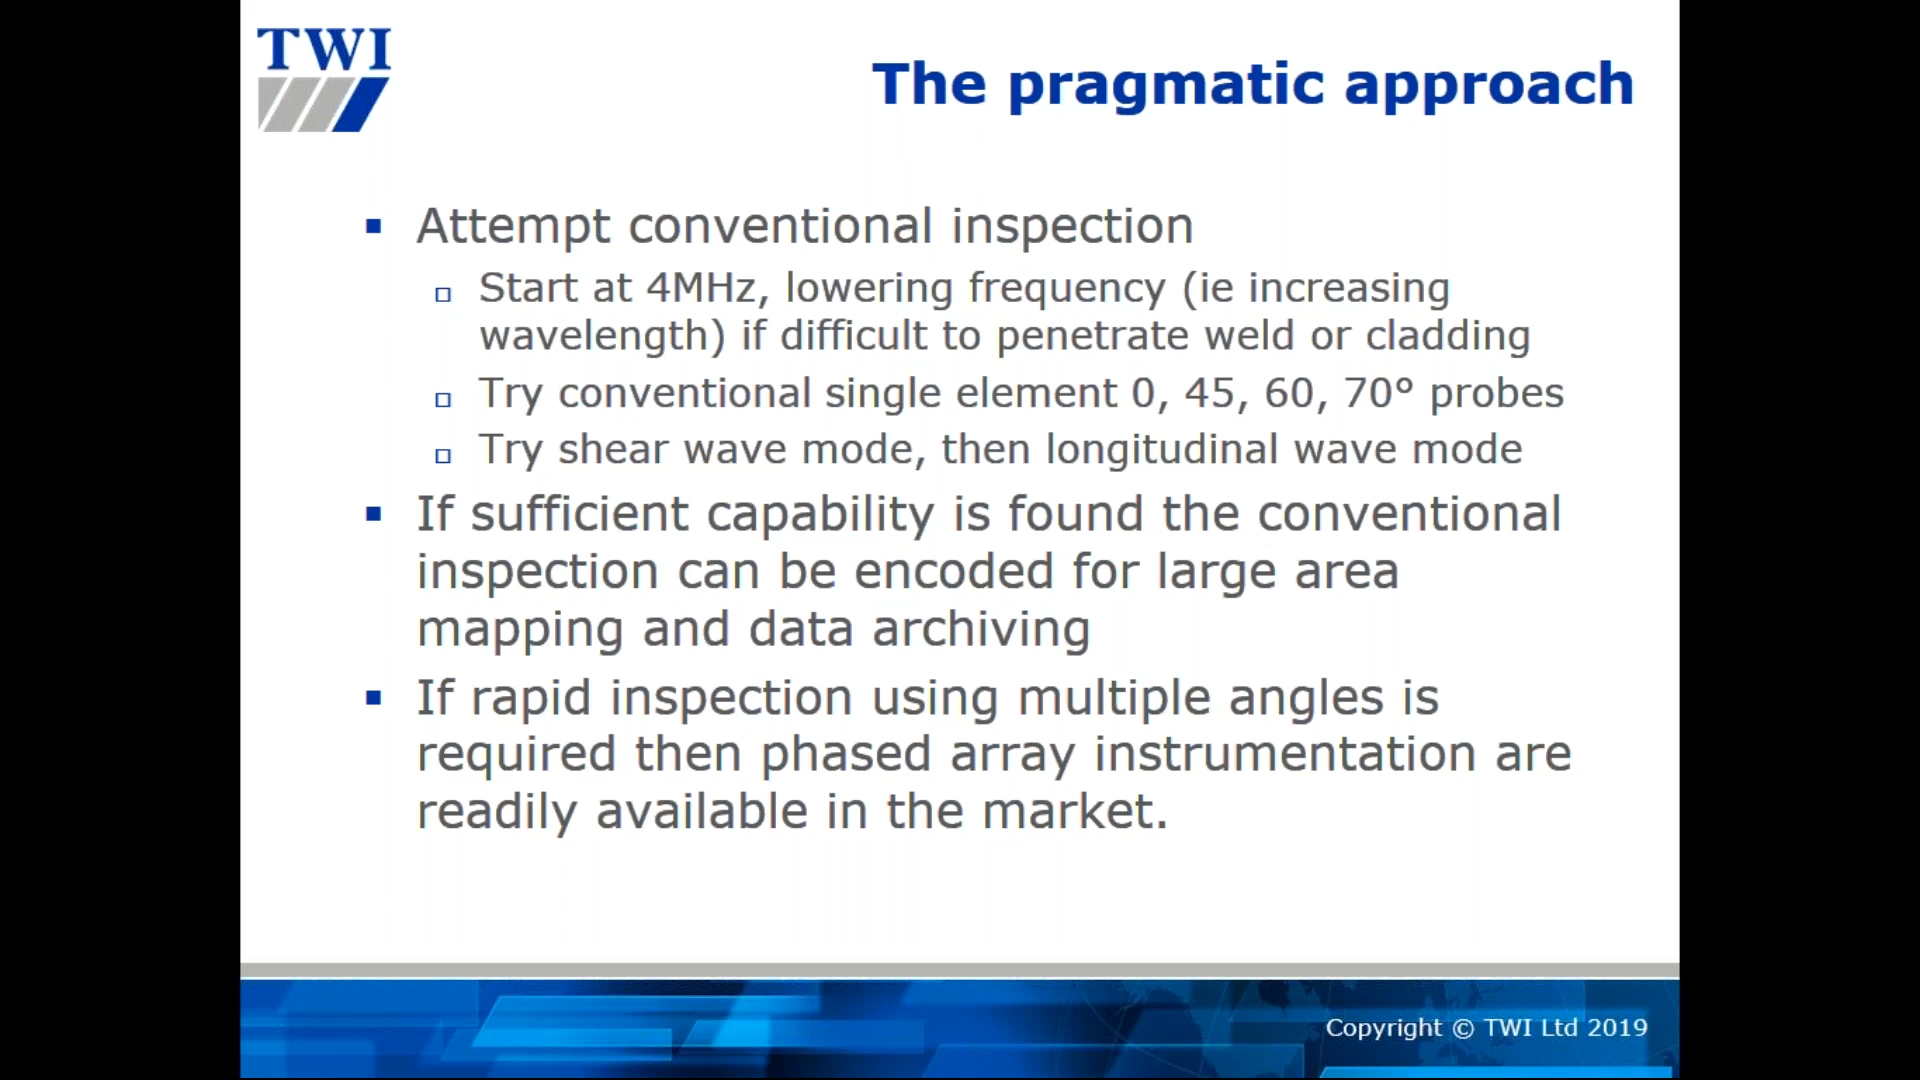 TWI
The pragmatic approach
Attempt conventional inspection
Start at 4MHz, lowering frequency (ie increasing
wavelength) if difficult to penetrate weld or cladding
Try conventional single element 0, 45, 60, 70° probes
Try shear wave mode, then longitudinal wave mode
If sufficient capability is found the conventional
inspection can be encoded for large area
mapping and data archiving
If rapid inspection using multiple angles is
required then phased array instrumentation are
readily available in the market.
Copyright © TWI Ltd 2019